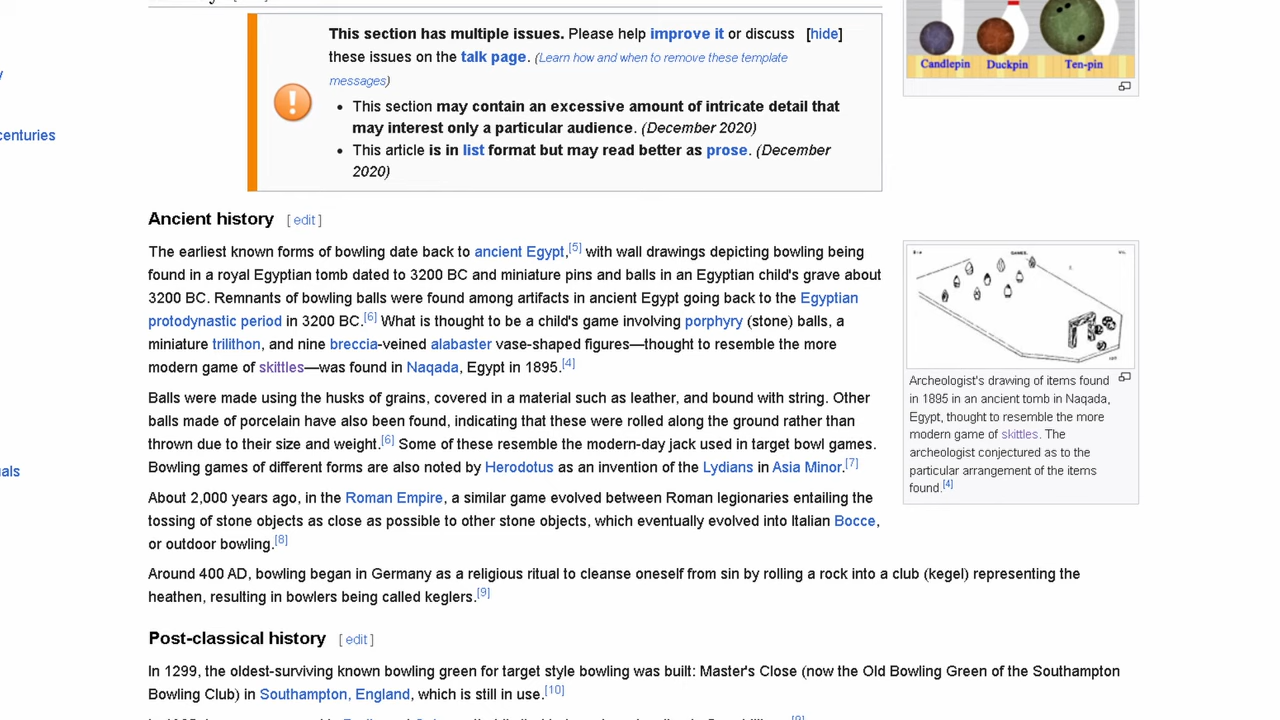 This section has multiple issues. Please help improve it or discuss [hide]
these issues on the talk page. (Learn how and when to remove these template
messages)
• This section may contain an excessive amount of intricate detail that
may interest only a particular audience. (December 2020)
• This article is in list format but may read better as prose. (December
2020)
Candlepin Duckpin Ten-pin
centuries
Ancient history [ edit ]
The earliest known forms of bowling date back to ancient Egypt,[5] with wall drawings depicting bowling being
found in a royal Egyptian tomb dated to 3200 BC and miniature pins and balls in an Egyptian child's grave about
3200 BC. Remnants of bowling balls were found among artifacts in ancient Egypt going back to the Egyptian
protodynastic period in 3200 BC.[6] What is thought to be a child's game involving porphyry (stone) balls, a
miniature trilithon, and nine breccia-veined alabaster vase-shaped figures—thought to resemble the more
modern game of skittles—was found in Naqada, Egypt in 1895.[4]
Balls were made using the husks of grains, covered in a material such as leather, and bound with string. Other
balls made of porcelain have also been found, indicating that these were rolled along the ground rather than
thrown due to their size and weight.[6] Some of these resemble the modern-day jack used in target bowl games.
Bowling games of different forms are also noted by Herodotus as an invention of the Lydians in Asia Minor.[7]
About 2,000 years ago, in the Roman Empire, a similar game evolved between Roman legionaries entailing the
tossing of stone objects as close as possible to other stone objects, which eventually evolved into Italian Bocce,
or outdoor bowling.[8]
GAMES.
Archeologist's drawing of items found
in 1895 in an ancient tomb in Naqada,
Egypt, thought to resemble the more
modern game of skittles. The
archeologist conjectured as to the
particular arrangement of the items
found.[4]
uals
Around 400 AD, bowling began in Germany as a religious ritual to cleanse oneself from sin by rolling a rock into a club (kegel) representing the
heathen, resulting in bowlers being called keglers.[9]
Post-classical history [ edit ]
In 1299, the oldest-surviving known bowling green for target style bowling was built: Master's Close (now the Old Bowling Green of the Southampton
Bowling Club) in Southampton, England, which is still in use.[10]
[9]